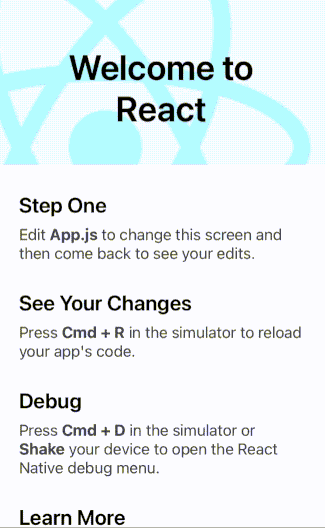 Welcome to
React
Step One
Edit App.js to change this screen and
then come back to see your edits.
See Your Changes
Press Cmd + R in the simulator to reload
your app's code.
Debug
Press Cmd + D in the simulator or
Shake your device to open the React
Native debug menu.
Learn More